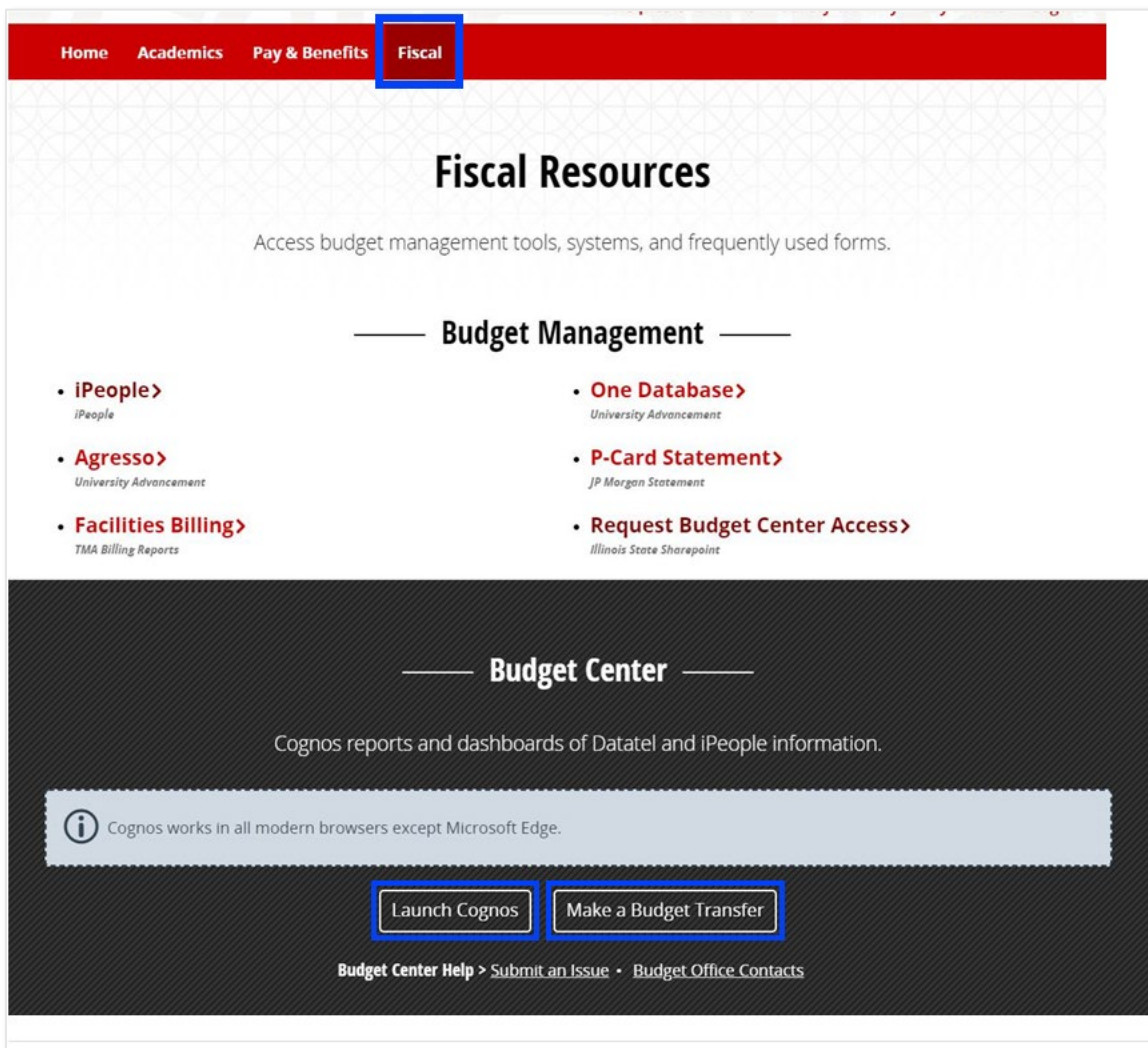 Home Academics Pay & Benefits Fiscal
Fiscal Resources
Access budget management tools, systems, and frequently used forms.
Budget Management
• iPeople>
iPeople
• Agresso>
University Advancement
• Facilities Billing>
TMA Billing Reports
• One Database>
University Advancement
• P-Card Statement>
JP Morgan Statement
• Request Budget Center Access>
Illinois State Sharepoint
Budget Center
Cognos reports and dashboards of Datatel and iPeople information.
Cognos works in all modern browsers except Microsoft Edge.
Launch Cognos Make a Budget Transfer
Budget Center Help > Submit an Issue • Budget Office Contacts